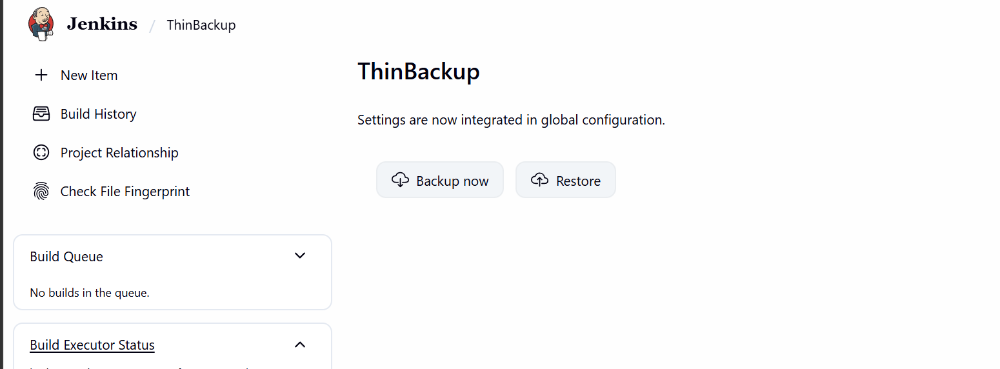 Jenkins / ThinBackup
New Item
Build History
Project Relationship
Check File Fingerprint
Build Queue
No builds in the queue.
Build Executor Status
ThinBackup
Settings are now integrated in global configuration.
Backup now
Restore